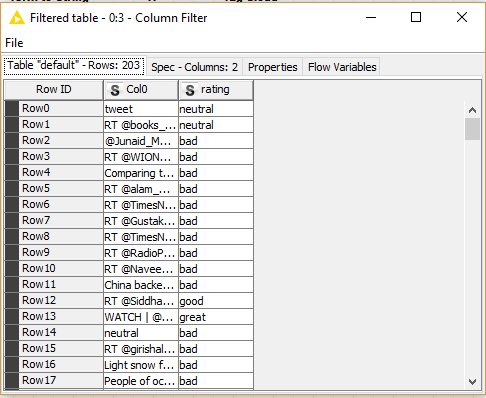 Filtered table - 0:3 - Column Filter
File
Table "default" - Rows: 203 Spec - Columns: 2 Properties Flow Variables
Row ID S Col0 S rating
Row0 tweet neutral
Row1 RT @books_... neutral
Row2 @Junaid_M... bad
Row3 RT @WION... bad
Row4 Comparing t... bad
Row5 RT @alam_... bad
Row6 RT @TimesN... bad
Row7 RT @Gustak... bad
Row8 RT @TimesN... bad
Row9 RT @RadioP... bad
Row10 RT @Navee... bad
Row11 China backe... bad
Row12 RT @Siddha... good
Row13 WATCH | @... great
Row14 neutral bad
Row15 RT @girishal... bad
Row16 Light snow f... bad
Row17 People of oc... bad